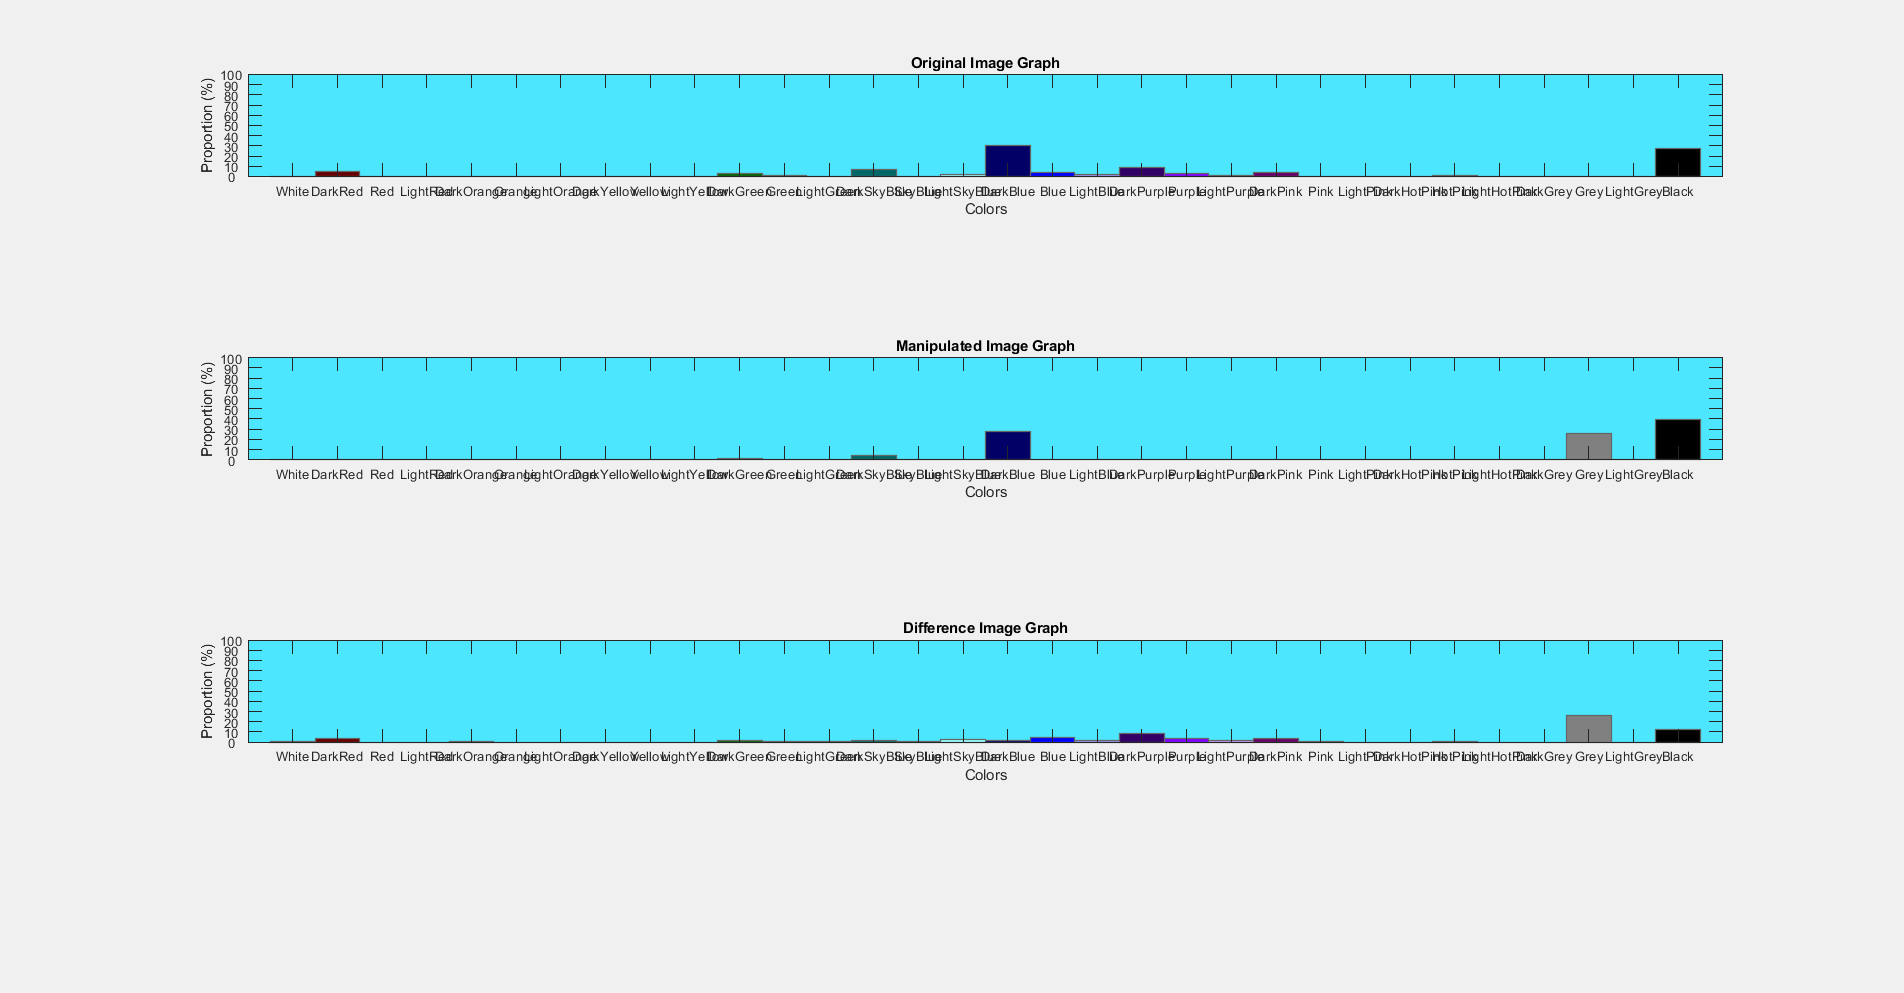 Original Image Graph
Proportion (%)
100
90
80
70
60
50
40
30
20
10
0
White DarkRed Red LightRed DarkOrange Orange LightOrange DarkYellow Yellow LightYellow DarkGreen Green LightGreen DarkSkyBlue SkyBlue LightSkyBlue DarkBlue Blue LightBlue DarkPurple Purple LightPurple DarkPink Pink LightPink DarkHotPink HotPink LightHotPink DarkGrey Grey LightGrey Black
Colors
Manipulated Image Graph
Proportion (%)
100
90
80
70
60
50
40
30
20
10
0
White DarkRed Red LightRed DarkOrange Orange LightOrange DarkYellow Yellow LightYellow DarkGreen Green LightGreen DarkSkyBlue SkyBlue LightSkyBlue DarkBlue Blue LightBlue DarkPurple Purple LightPurple DarkPink Pink LightPink DarkHotPink HotPink LightHotPink DarkGrey Grey LightGrey Black
Colors
Difference Image Graph
Proportion (%)
100
90
80
70
60
50
40
30
20
10
0
White DarkRed Red LightRed DarkOrange Orange LightOrange DarkYellow Yellow LightYellow DarkGreen Green LightGreen DarkSkyBlue SkyBlue LightSkyBlue DarkBlue Blue LightBlue DarkPurple Purple LightPurple DarkPink Pink LightPink DarkHotPink HotPink LightHotPink DarkGrey Grey LightGrey Black
Colors